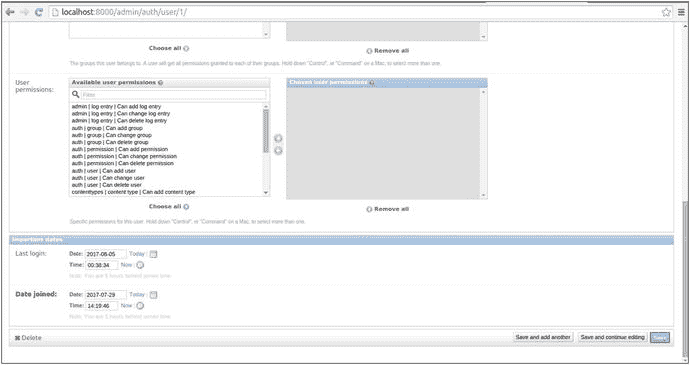 localhost:8000/admin/auth/user/1/
Choose all
Remove all
The groups this user belongs to. A user will get all permissions granted to each of their groups. Hold down "Control", or "Command" on a Mac, to select more than one.
User permissions:
Available user permissions
Chosen user permissions
Filter
admin | log entry | Can add log entry
admin | log entry | Can change log entry
admin | log entry | Can delete log entry
auth | group | Can add group
auth | group | Can change group
auth | group | Can delete group
auth | permission | Can add permission
auth | permission | Can change permission
auth | permission | Can delete permission
auth | user | Can add user
auth | user | Can change user
auth | user | Can delete user
contenttypes | content type | Can add content type
Choose all
Remove all
Specific permissions for this user. Hold down "Control", or "Command" on a Mac, to select more than one.
Important dates
Last login:
Date: 2017-08-05 Today
Time: 00:38:34 Now
Note: You are 5 hours behind server time.
Date joined:
Date: 2017-07-29 Today
Time: 14:19:46 Now
Note: You are 5 hours behind server time.
Delete
Save and add another
Save and continue editing
Save